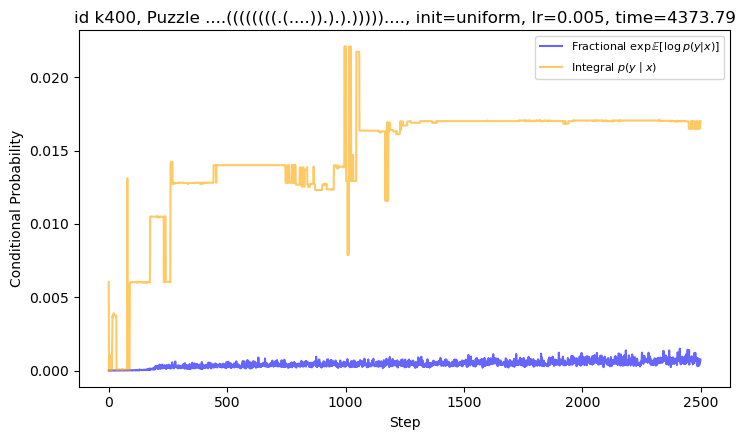 id k400, Puzzle ....((((((((.(....)).).).)))))...., init=uniform, lr=0.005, time=4373.79
Fractional exp𝔼[log p(y|x)]
Integral p(y | x)
Conditional Probability
0.020
0.015
0.010
0.005
0.000
0 500 1000 1500 2000 2500
Step